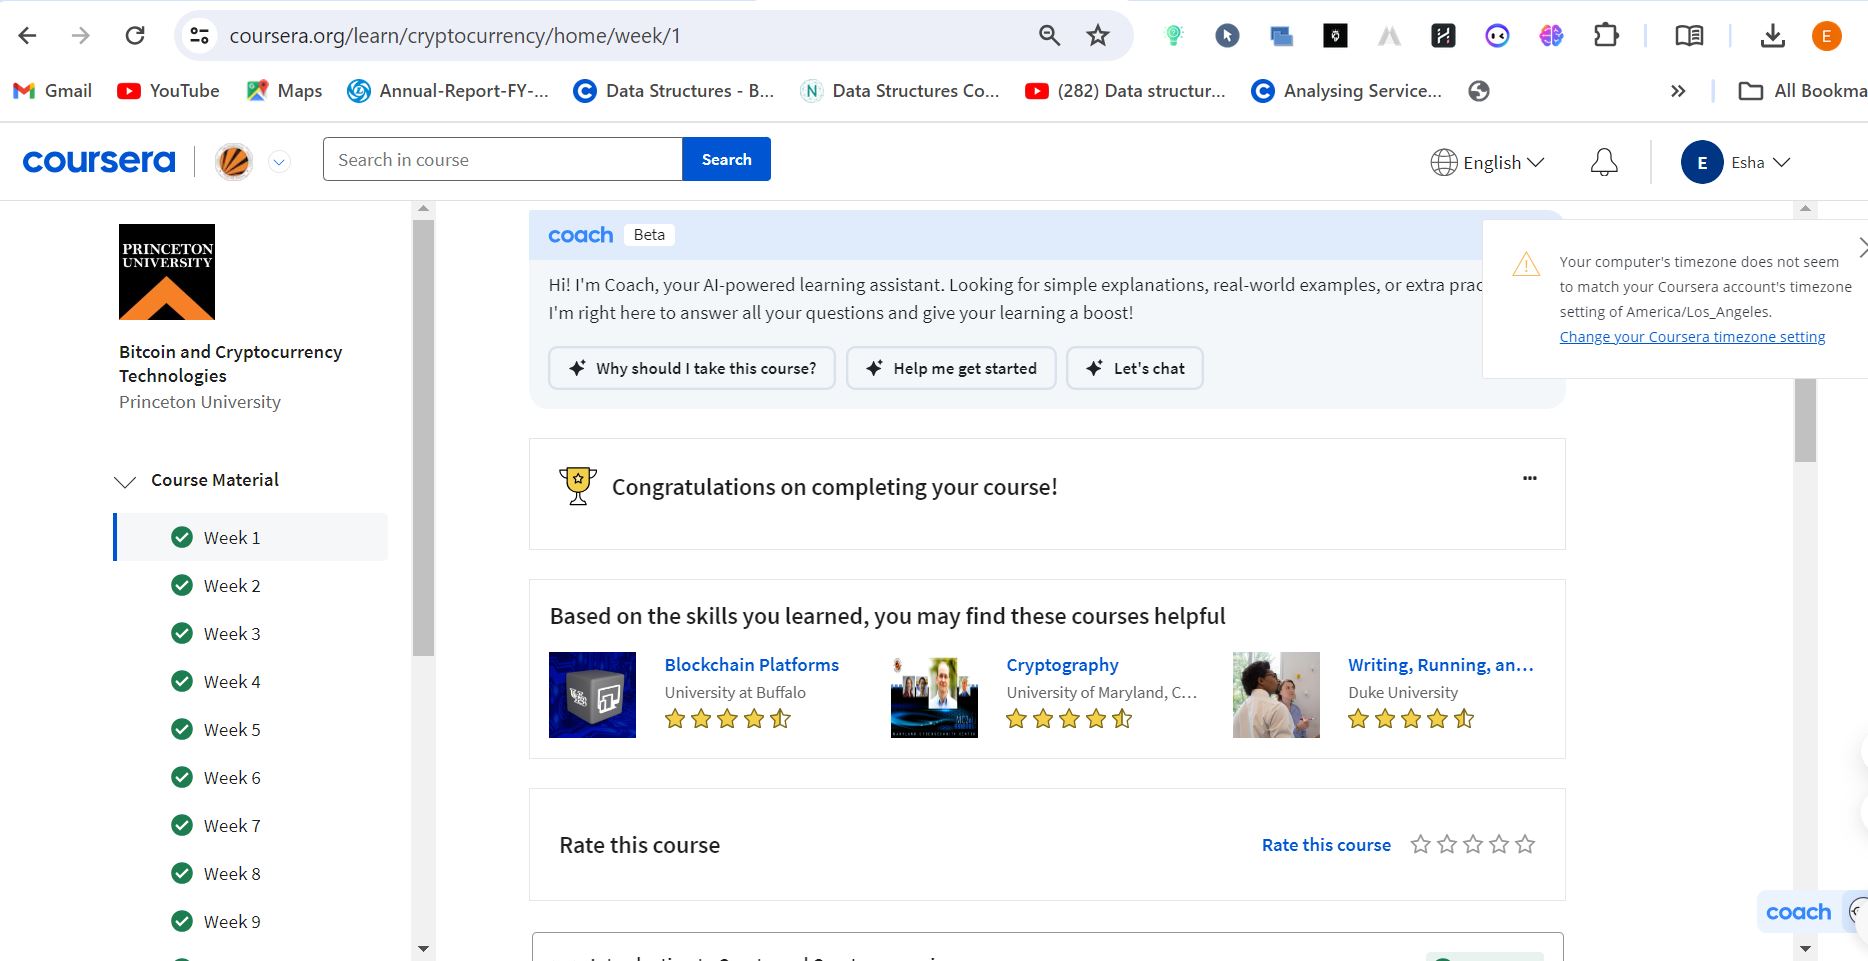 coursera.org/learn/cryptocurrency/home/week/1
E
Gmail
YouTube
Maps
Annual-Report-FY-...
Data Structures - B...
Data Structures Co...
(282) Data structur...
Analysing Service...
All Bookma
coursera
Search in course
Search
English
E
Esha
PRINCETON
UNIVERSITY
Bitcoin and Cryptocurrency
Technologies
Princeton University
Course Material
Week 1
Week 2
Week 3
Week 4
Week 5
Week 6
Week 7
Week 8
Week 9
coach
Beta
Hi! I'm Coach, your AI-powered learning assistant. Looking for simple explanations, real-world examples, or extra prac
I'm right here to answer all your questions and give your learning a boost!
Why should I take this course?
Help me get started
Let's chat
Your computer's timezone does not seem
to match your Coursera account's timezone
setting of America/Los_Angeles.
Change your Coursera timezone setting
Congratulations on completing your course!
Based on the skills you learned, you may find these courses helpful
Blockchain Platforms
University at Buffalo
Cryptography
University of Maryland, C...
Writing, Running, an...
Duke University
Rate this course
Rate this course
coach